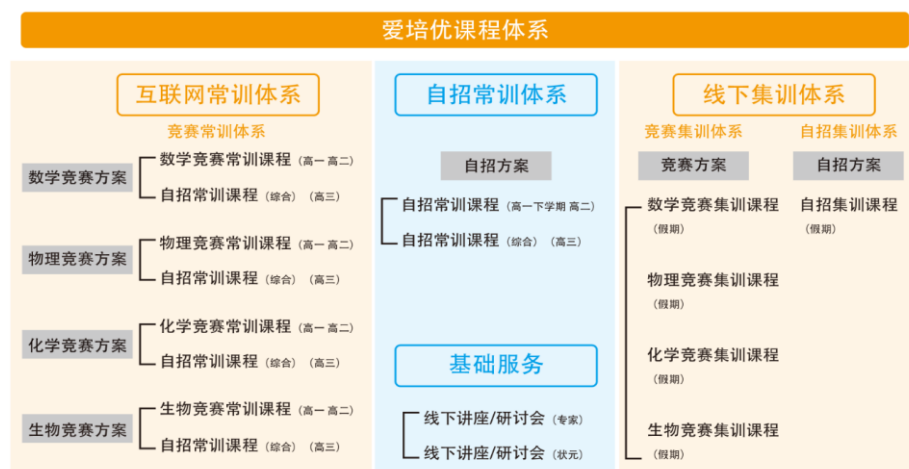 爱培优课程体系
互联网常训体系
竞赛常训体系
数学竞赛方案
数学竞赛常训课程（高一 高二）
自招常训课程（综合）（高三）
物理竞赛方案
物理竞赛常训课程（高一 高二）
自招常训课程（综合）（高三）
化学竞赛方案
化学竞赛常训课程（高一 高二）
自招常训课程（综合）（高三）
生物竞赛方案
生物竞赛常训课程（高一 高二）
自招常训课程（综合）（高三）
自招常训体系
自招方案
自招常训课程（高一下学期 高二）
自招常训课程（综合）（高三）
基础服务
线下讲座/研讨会（专家）
线下讲座/研讨会（状元）
线下集训体系
竞赛集训体系
竞赛方案
数学竞赛集训课程
（假期）
物理竞赛集训课程
（假期）
化学竞赛集训课程
（假期）
生物竞赛集训课程
（假期）
自招集训体系
自招方案
自招集训课程
（假期）